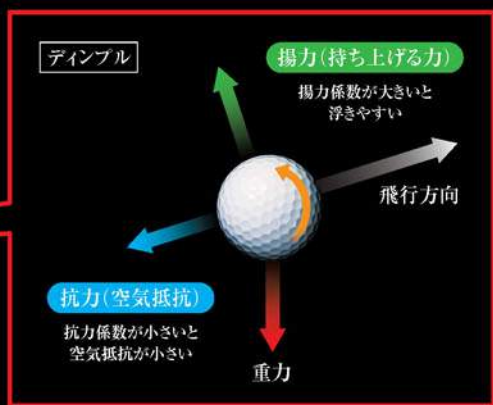 ディンプル
揚力(持ち上げる力)
揚力係数が大きいと
浮きやすい
飛行方向
抗力(空気抵抗)
抗力係数が小さいと
空気抵抗が小さい
重力